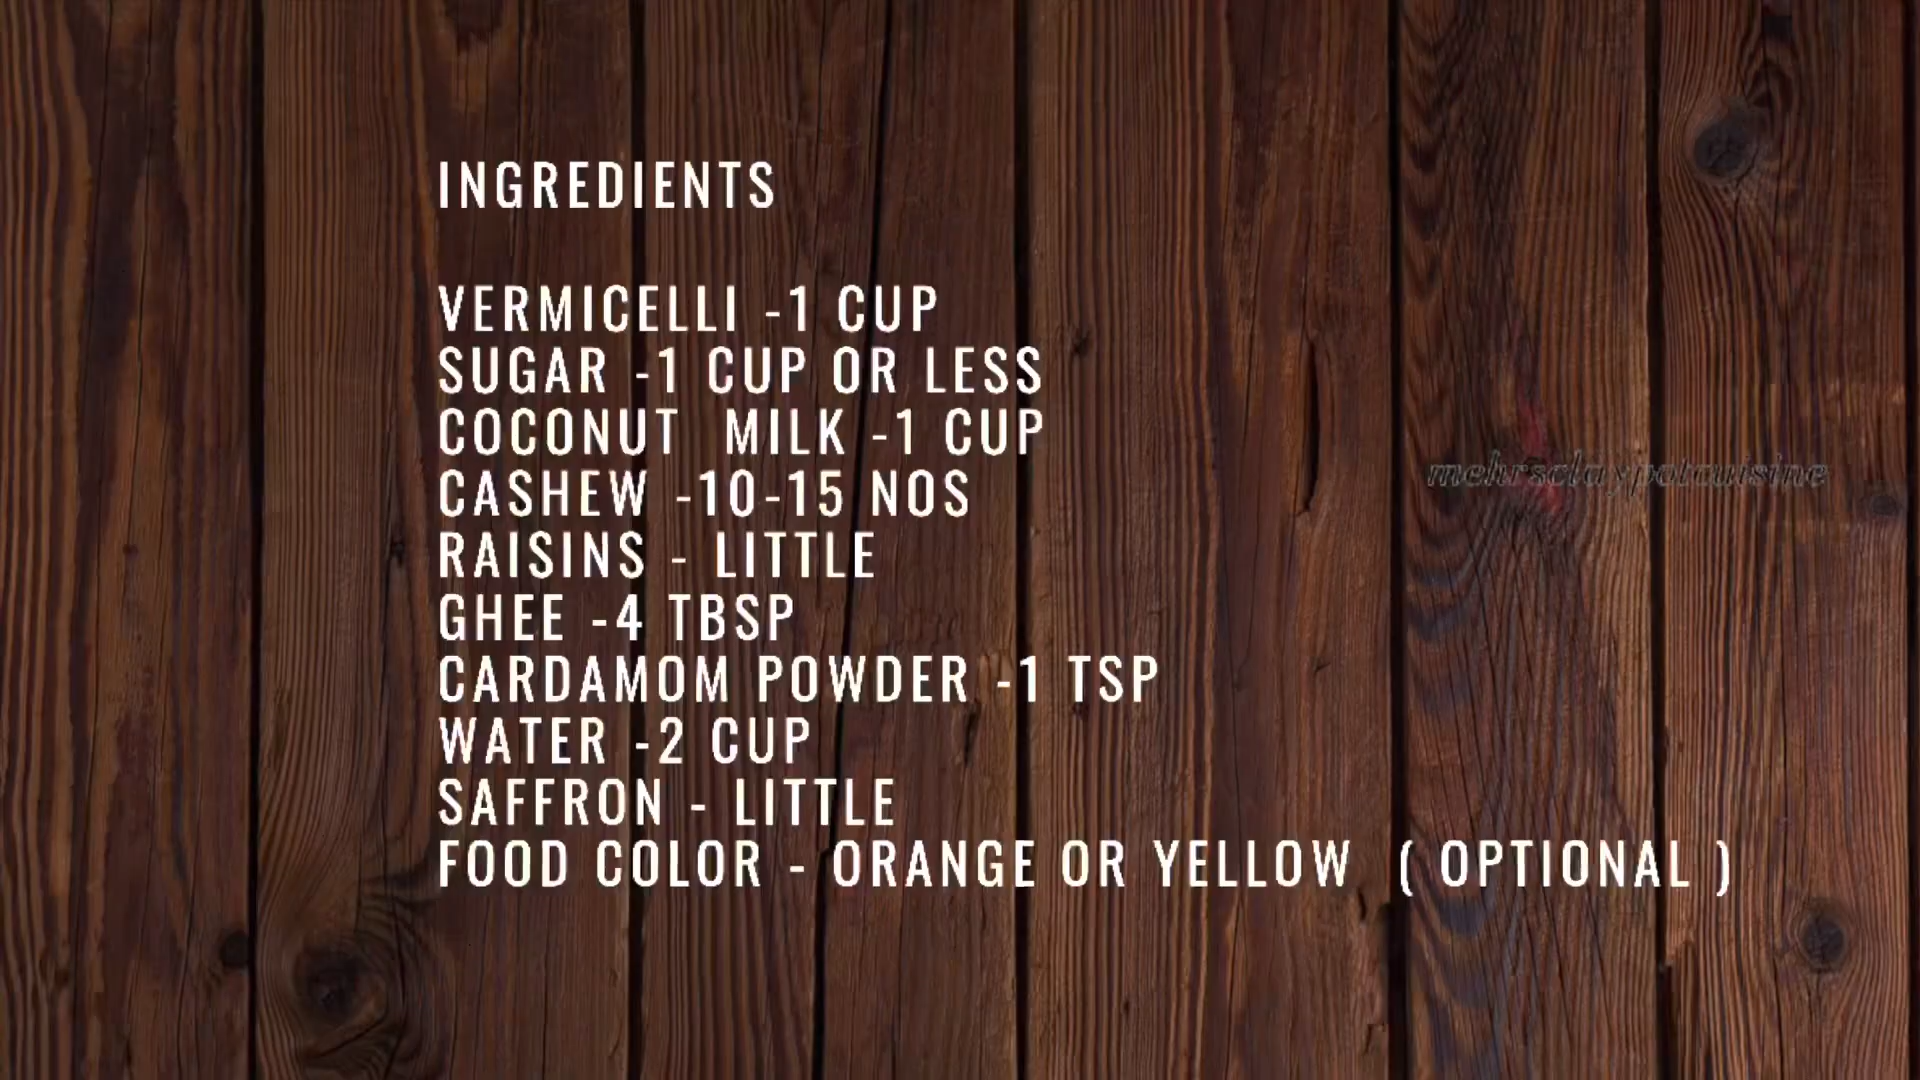 INGREDIENTS
VERMICELLI -1 CUP
SUGAR -1 CUP OR LESS
COCONUT  MILK -1 CUP
CASHEW -10-15 NOS
RAISINS - LITTLE
GHEE -4 TBSP
CARDAMOM POWDER -1 TSP
WATER -2 CUP
SAFFRON - LITTLE
FOOD COLOR - ORANGE OR YELLOW  ( OPTIONAL )
mehrsclaypotcuisine